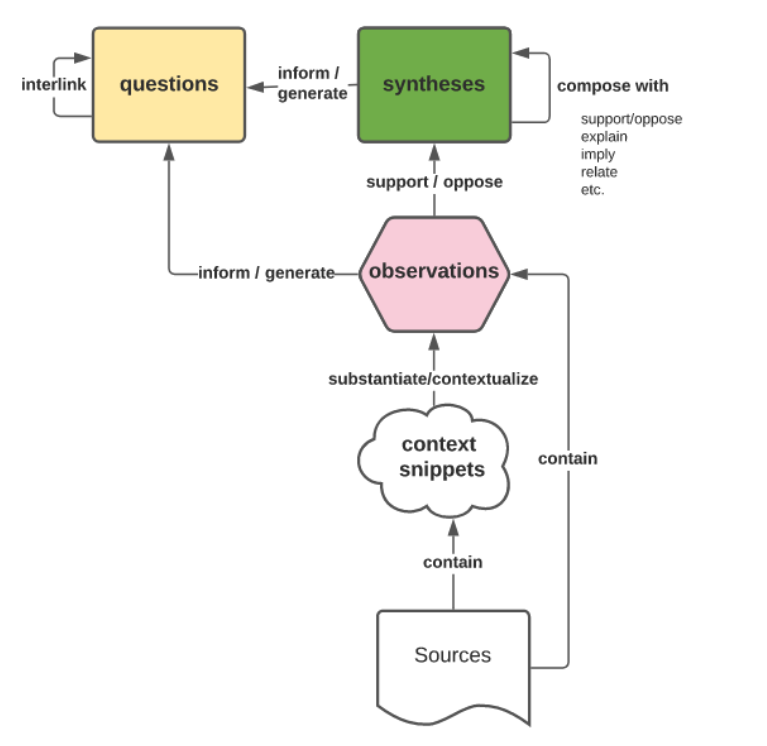 interlink
questions
inform /
generate
syntheses
compose with
support/oppose
explain
imply
relate
etc.
support / oppose
inform / generate
observations
substantiate/contextualize
context
snippets
contain
contain
Sources